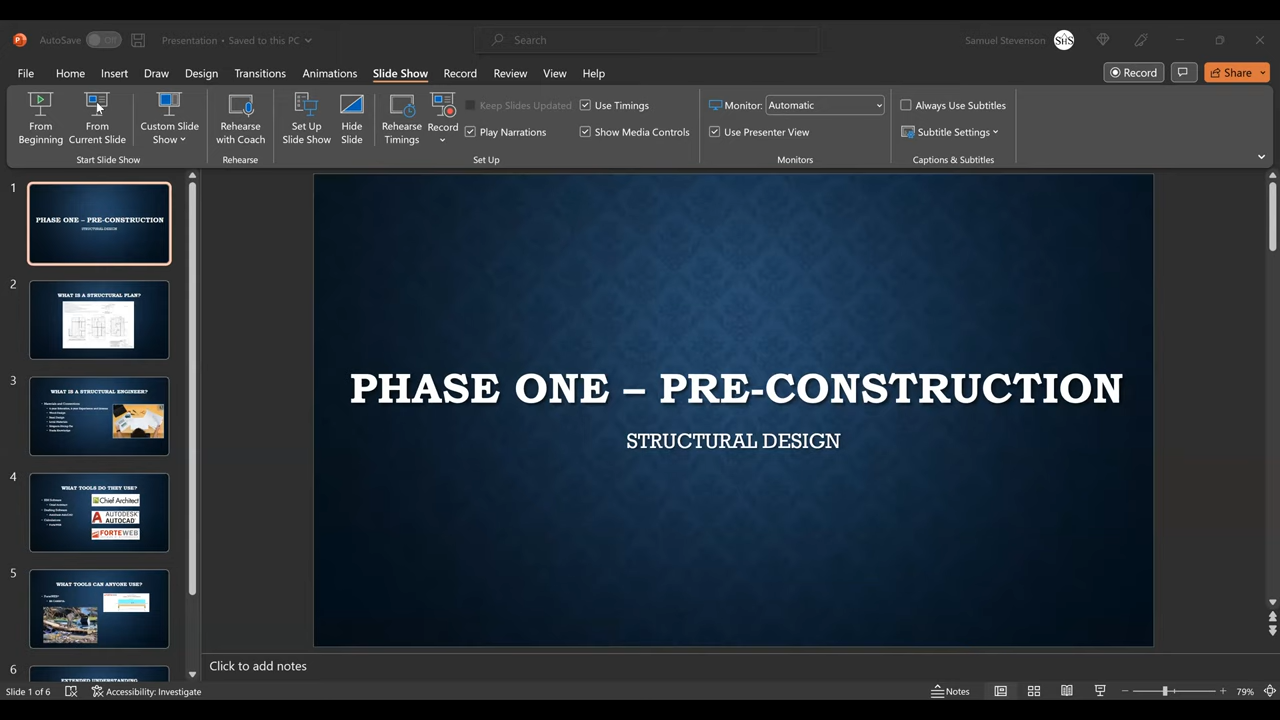 AutoSave Off Presentation • Saved to this PC Search Samuel Stevenson SHS
File Home Insert Draw Design Transitions Animations Slide Show Record Review View Help Record Share
From Beginning
From Current Slide
Custom Slide Show
Start Slide Show
Rehearse with Coach
Rehearse
Set Up Slide Show
Hide Slide
Rehearse Timings
Record
Keep Slides Updated
Play Narrations
Use Timings
Show Media Controls
Set Up
Monitor: Automatic
Use Presenter View
Monitors
Always Use Subtitles
Subtitle Settings
Captions & Subtitles
1
PHASE ONE – PRE-CONSTRUCTION
STRUCTURAL DESIGN
2
WHAT IS A STRUCTURAL PLAN?
3
WHAT IS A STRUCTURAL ENGINEER?
4
WHAT TOOLS DO THEY USE?
Chief Architect
AUTODESK
AUTOCAD
FORTEWEB
5
WHAT TOOLS CAN ANYONE USE?
6
EXTENDED UNDERSTANDING
PHASE ONE – PRE-CONSTRUCTION
STRUCTURAL DESIGN
Click to add notes
Slide 1 of 6 Accessibility: Investigate Notes 79%